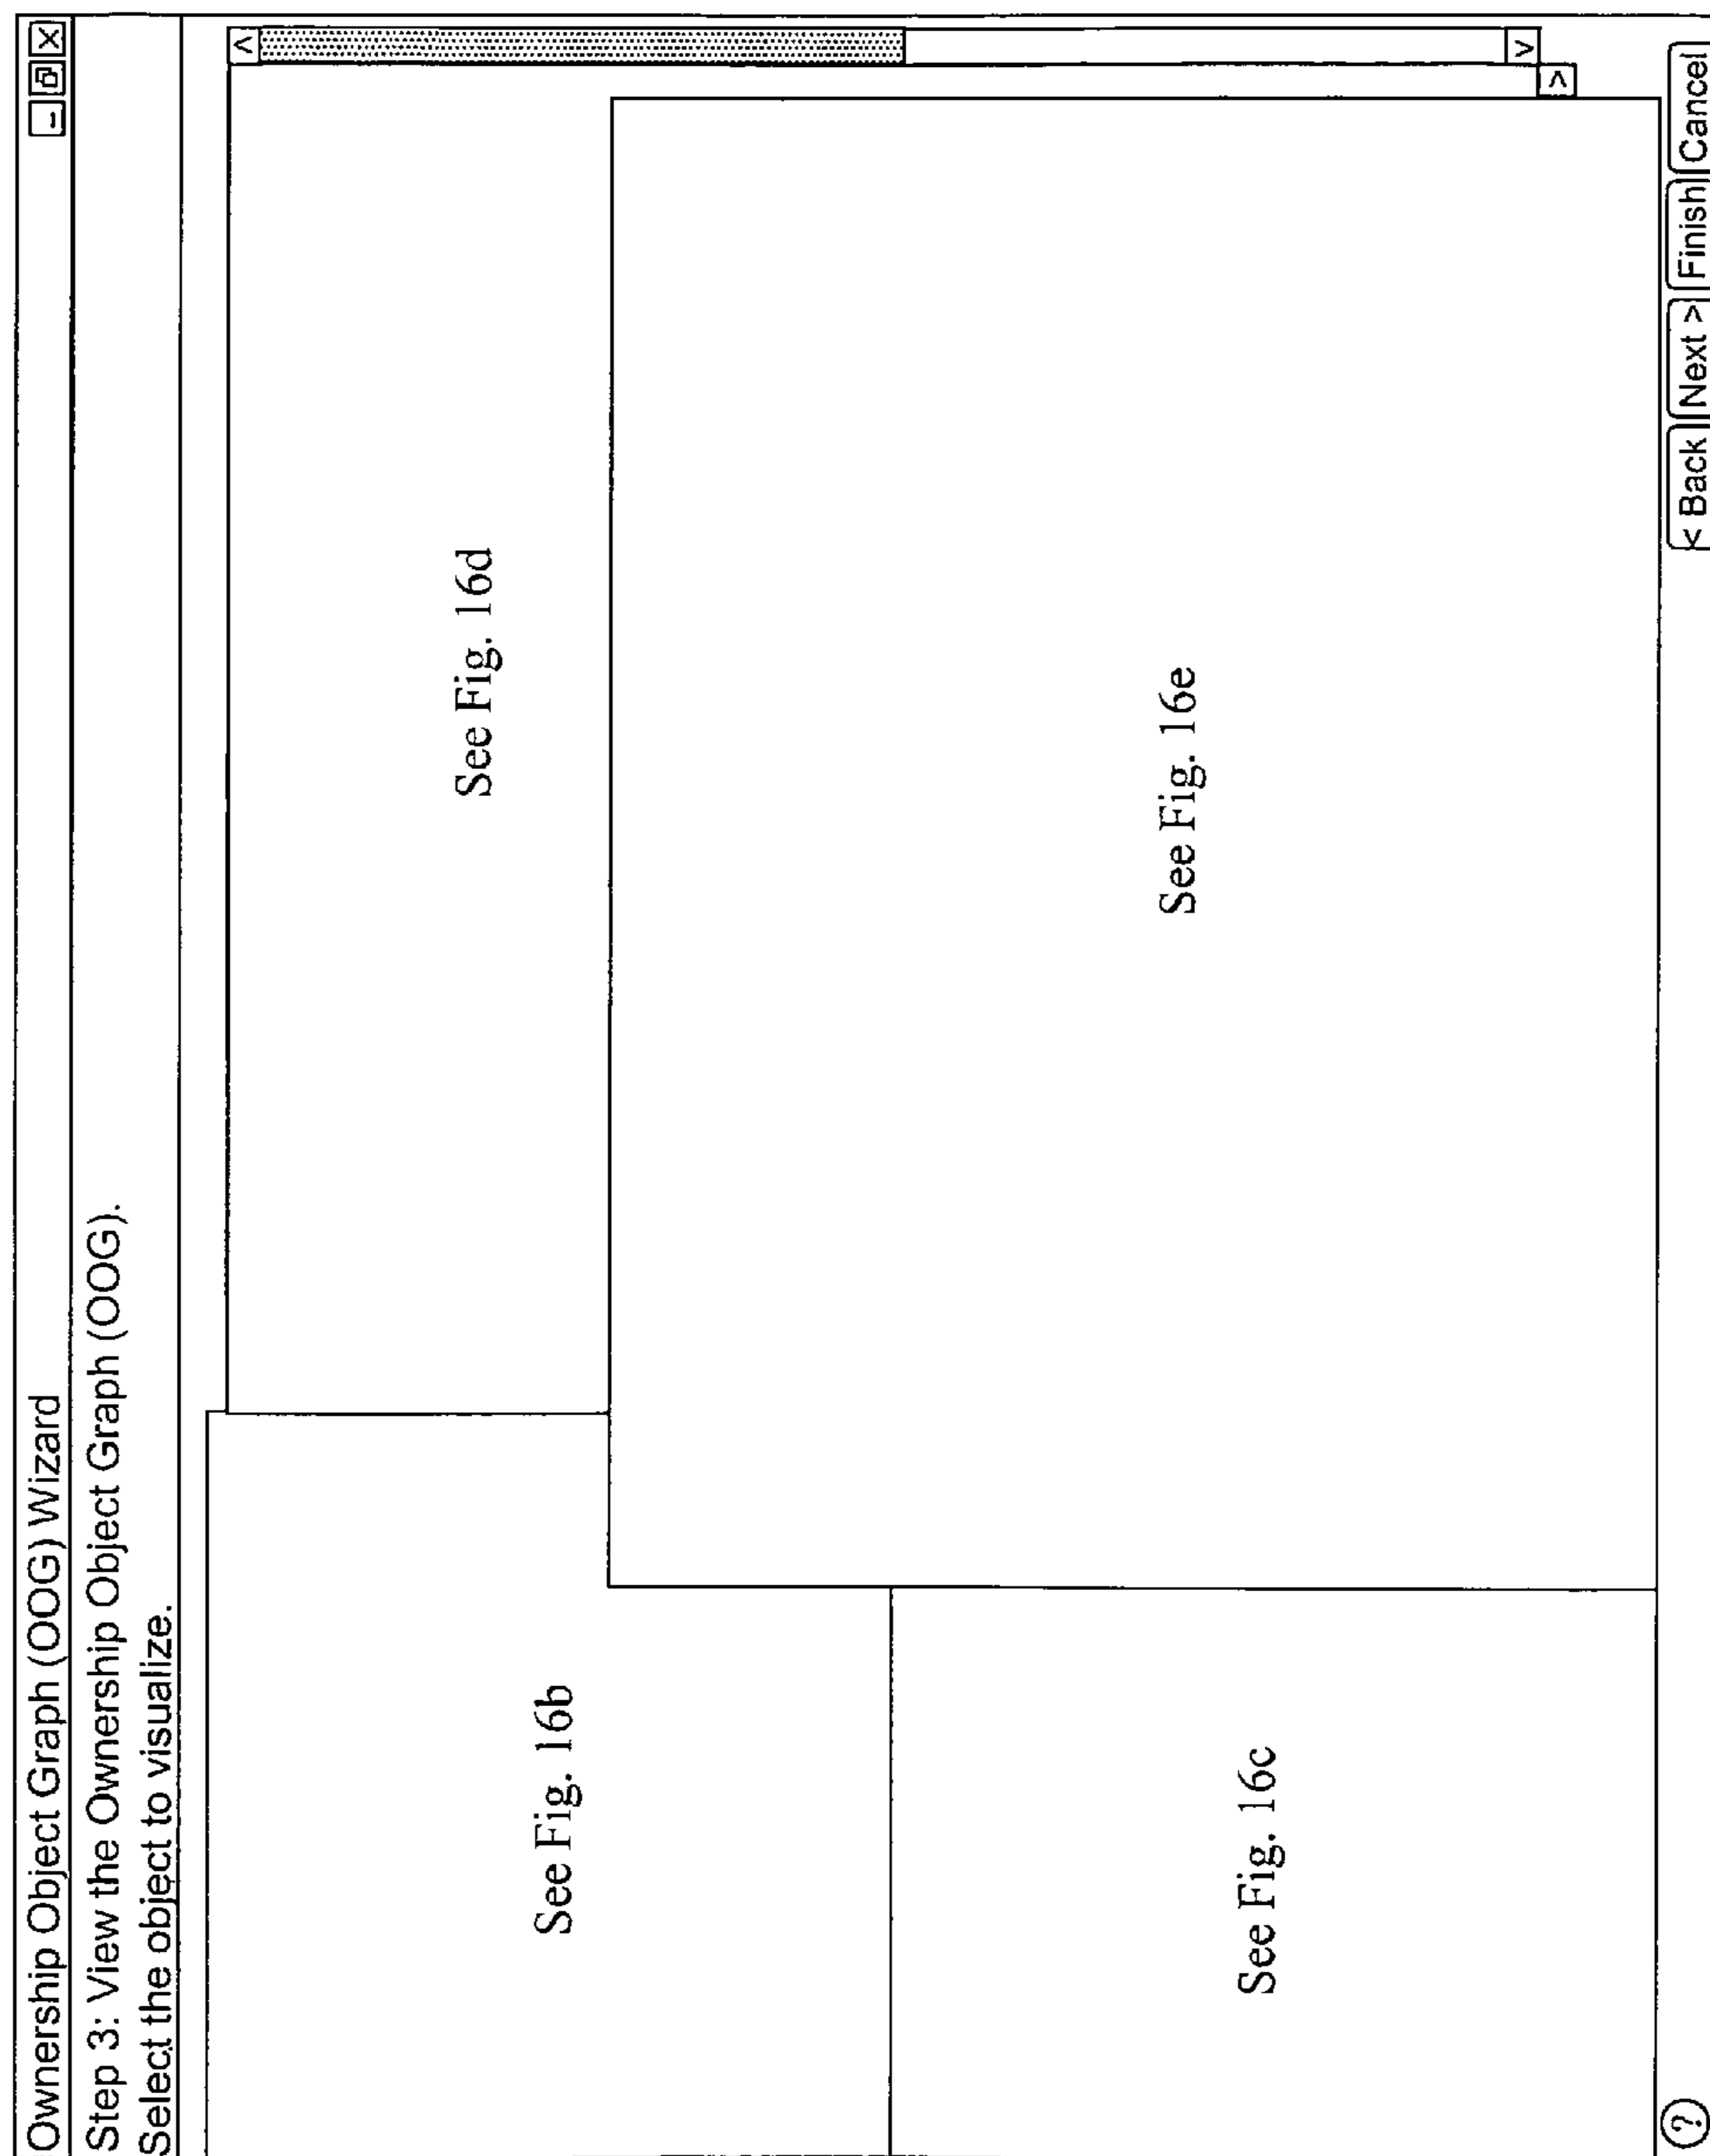 Ownership Object Graph (OOG) Wizard
Step 3: View the Ownership Object Graph (OOG).
Select the object to visualize.
See Fig. 16b
See Fig. 16d
See Fig. 16c
See Fig. 16e
? < Back Next > Finish Cancel